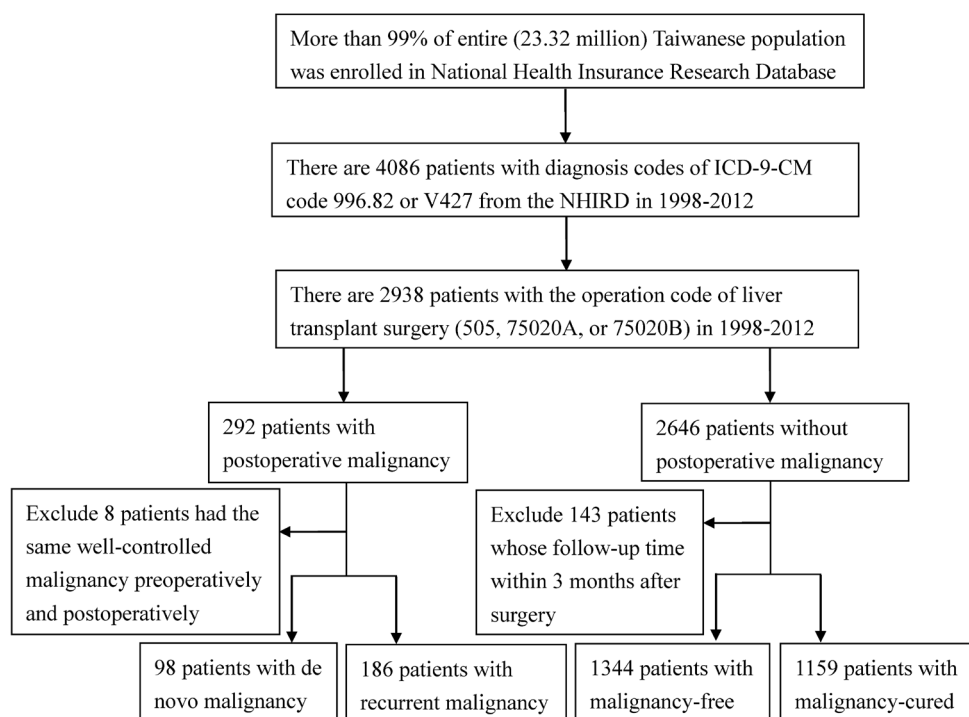 More than 99% of entire (23.32 million) Taiwanese population
was enrolled in National Health Insurance Research Database
There are 4086 patients with diagnosis codes of ICD-9-CM
code 996.82 or V427 from the NHIRD in 1998-2012
There are 2938 patients with the operation code of liver
transplant surgery (505, 75020A, or 75020B) in 1998-2012
292 patients with
postoperative malignancy
2646 patients without
postoperative malignancy
Exclude 8 patients had the
same well-controlled
malignancy preoperatively
and postoperatively
Exclude 143 patients
whose follow-up time
within 3 months after
surgery
98 patients with de
novo malignancy
186 patients with
recurrent malignancy
1344 patients with
malignancy-free
1159 patients with
malignancy-cured